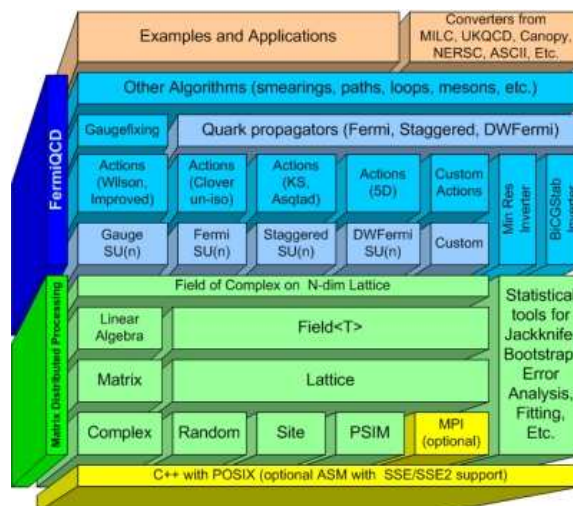 Examples and Applications
Converters from
MILC, UKQCD, Canopy,
NERSC, ASCII, Etc.
Other Algorithms (smearings, paths, loops, mesons, etc.)
Gaugefixing
Quark propagators (Fermi, Staggered, DWFermi)
Actions
(Wilson,
Improved)
Actions
(Clover
un-iso)
Actions
(KS,
Asqtad)
Actions
(5D)
Custom
Actions
Min Res
Inverter
BiCGStab
Inverter
Gauge
SU(n)
Fermi
SU(n)
Staggered
SU(n)
DWFermi
SU(n)
Custom
FermiQCD
Field of Complex on N-dim Lattice
Linear
Algebra
Field<T>
Matrix
Lattice
Complex
Random
Site
PSIM
MPI
(optional)
Statistical
tools for
Jackknife,
Bootstrap,
Error
Analysis,
Fitting,
Etc.
Matrix Distributed Processing
C++ with POSIX (optional ASM with SSE/SSE2 support)